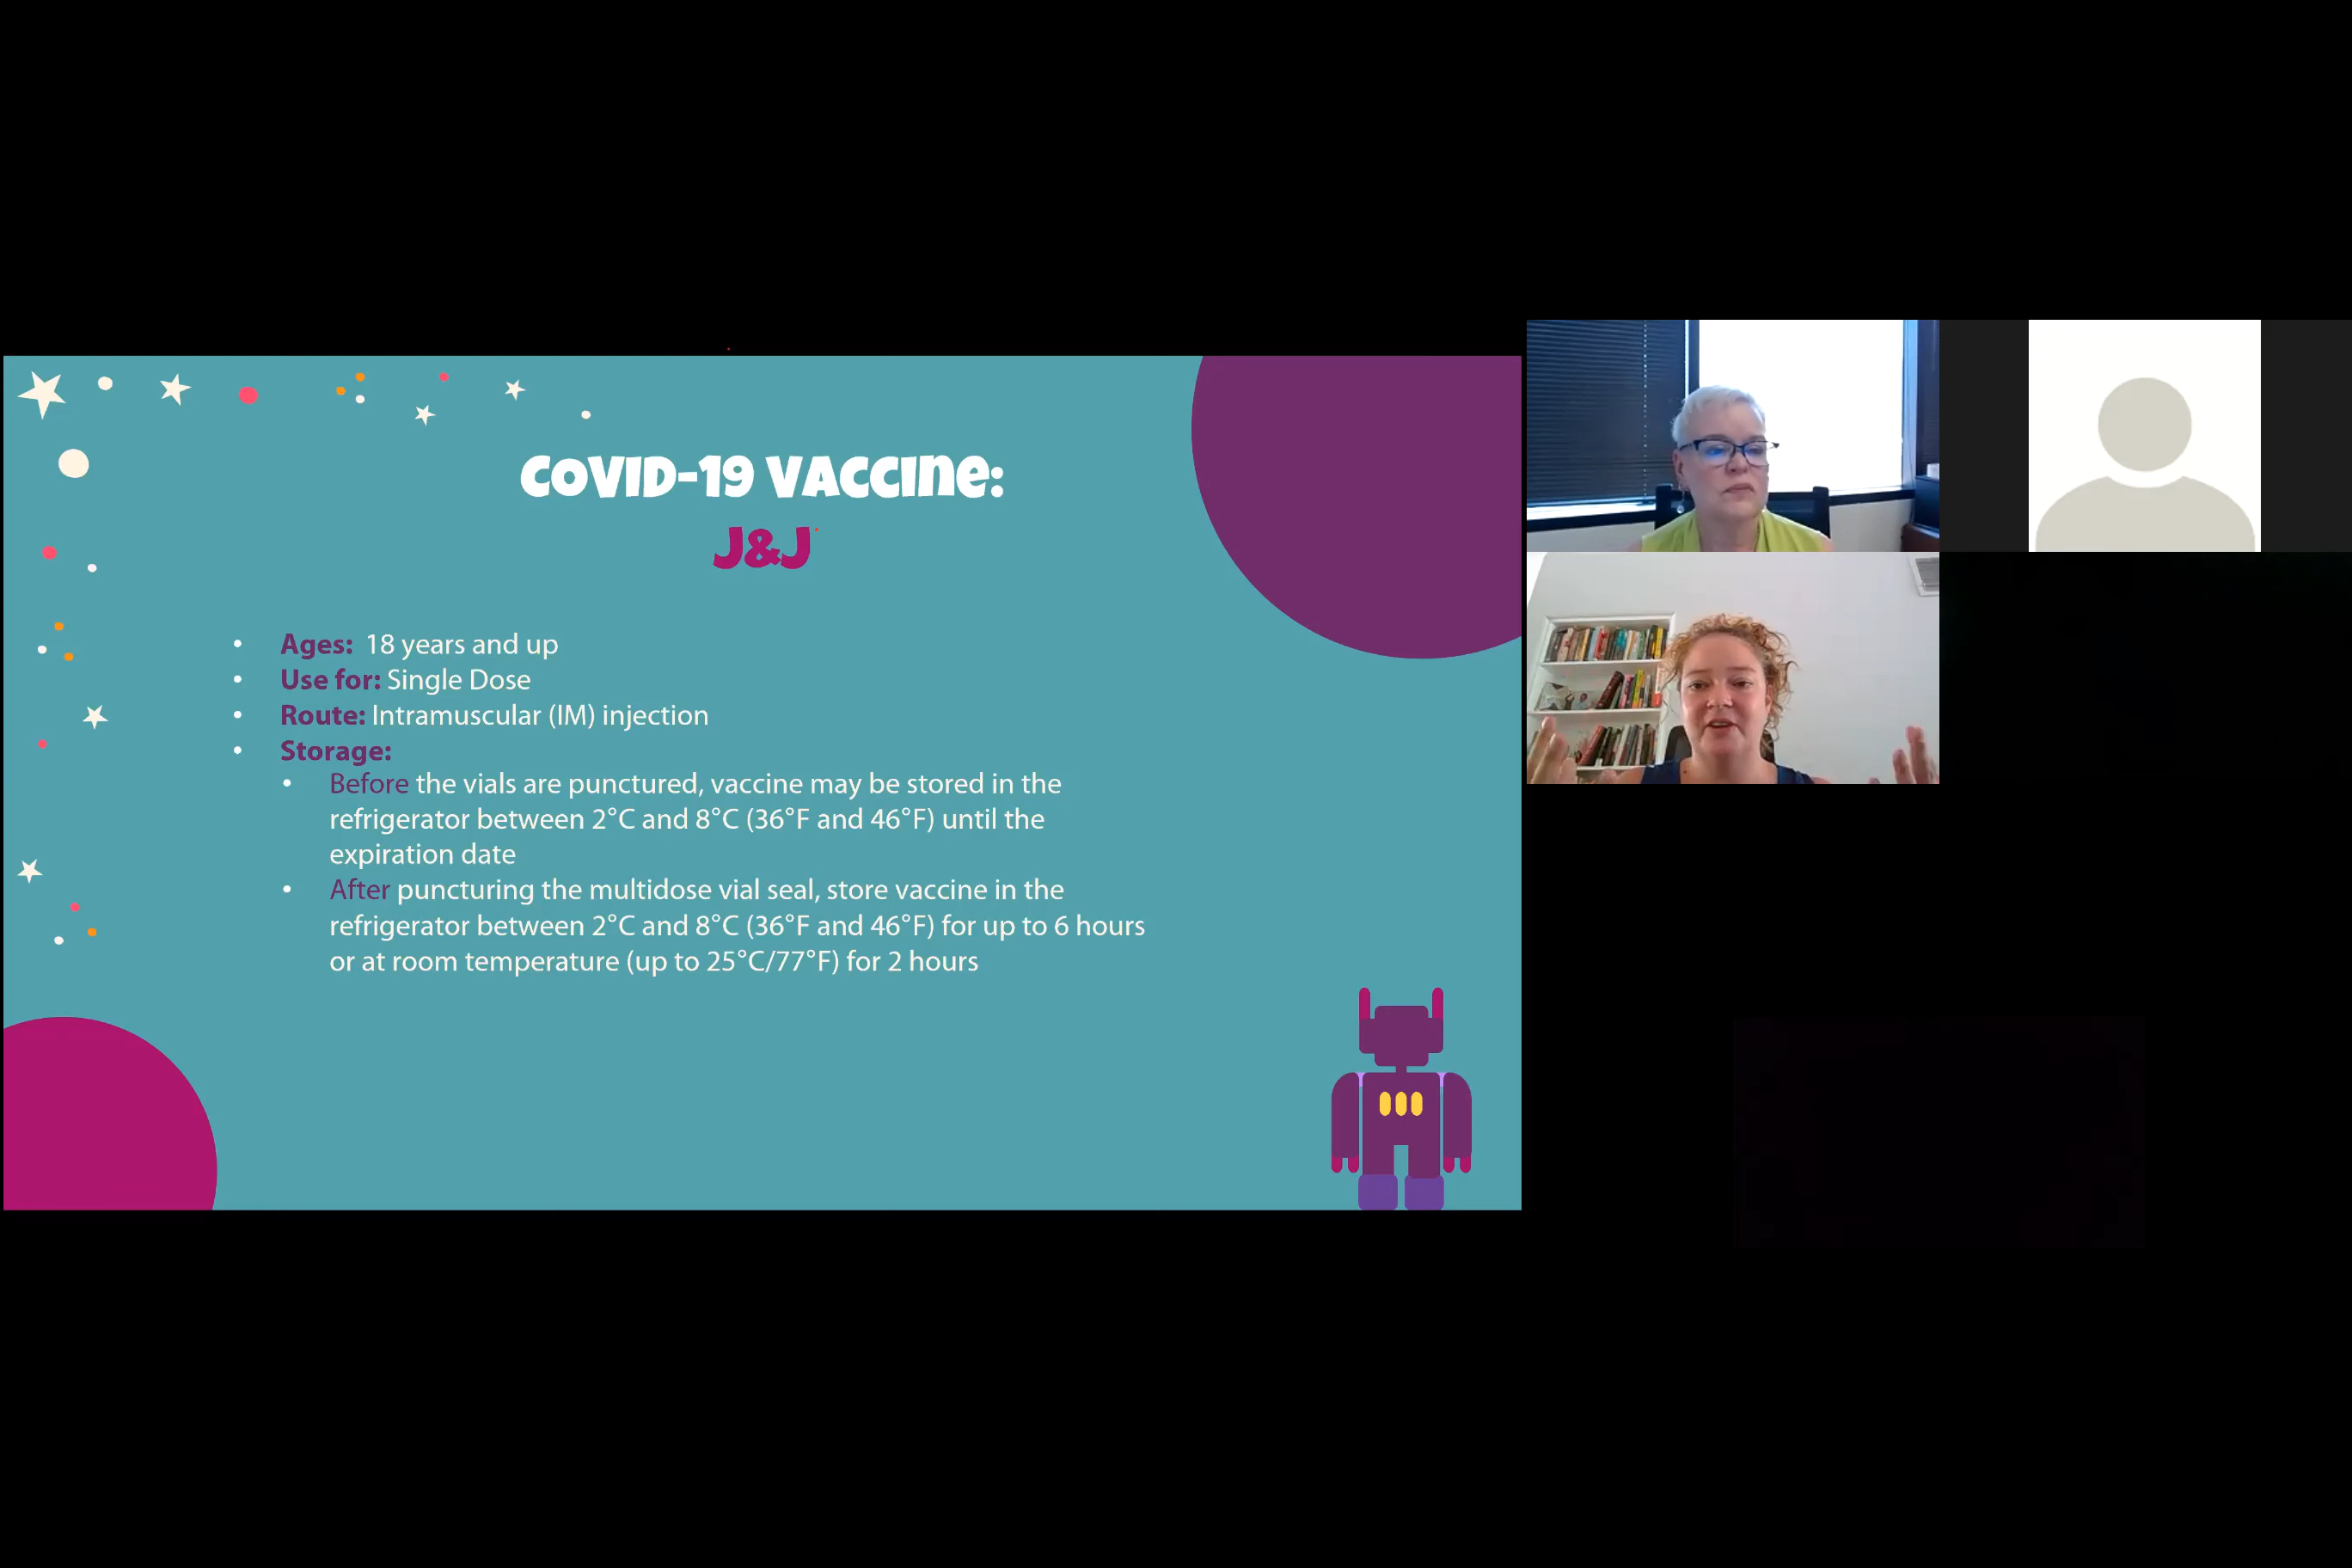 COVID-19 Vaccine:
J&J
• Ages: 18 years and up
• Use for: Single Dose
• Route: Intramuscular (IM) injection
• Storage:
• Before the vials are punctured, vaccine may be stored in the
refrigerator between 2°C and 8°C (36°F and 46°F) until the
expiration date
• After puncturing the multidose vial seal, store vaccine in the
refrigerator between 2°C and 8°C (36°F and 46°F) for up to 6 hours
or at room temperature (up to 25°C/77°F) for 2 hours